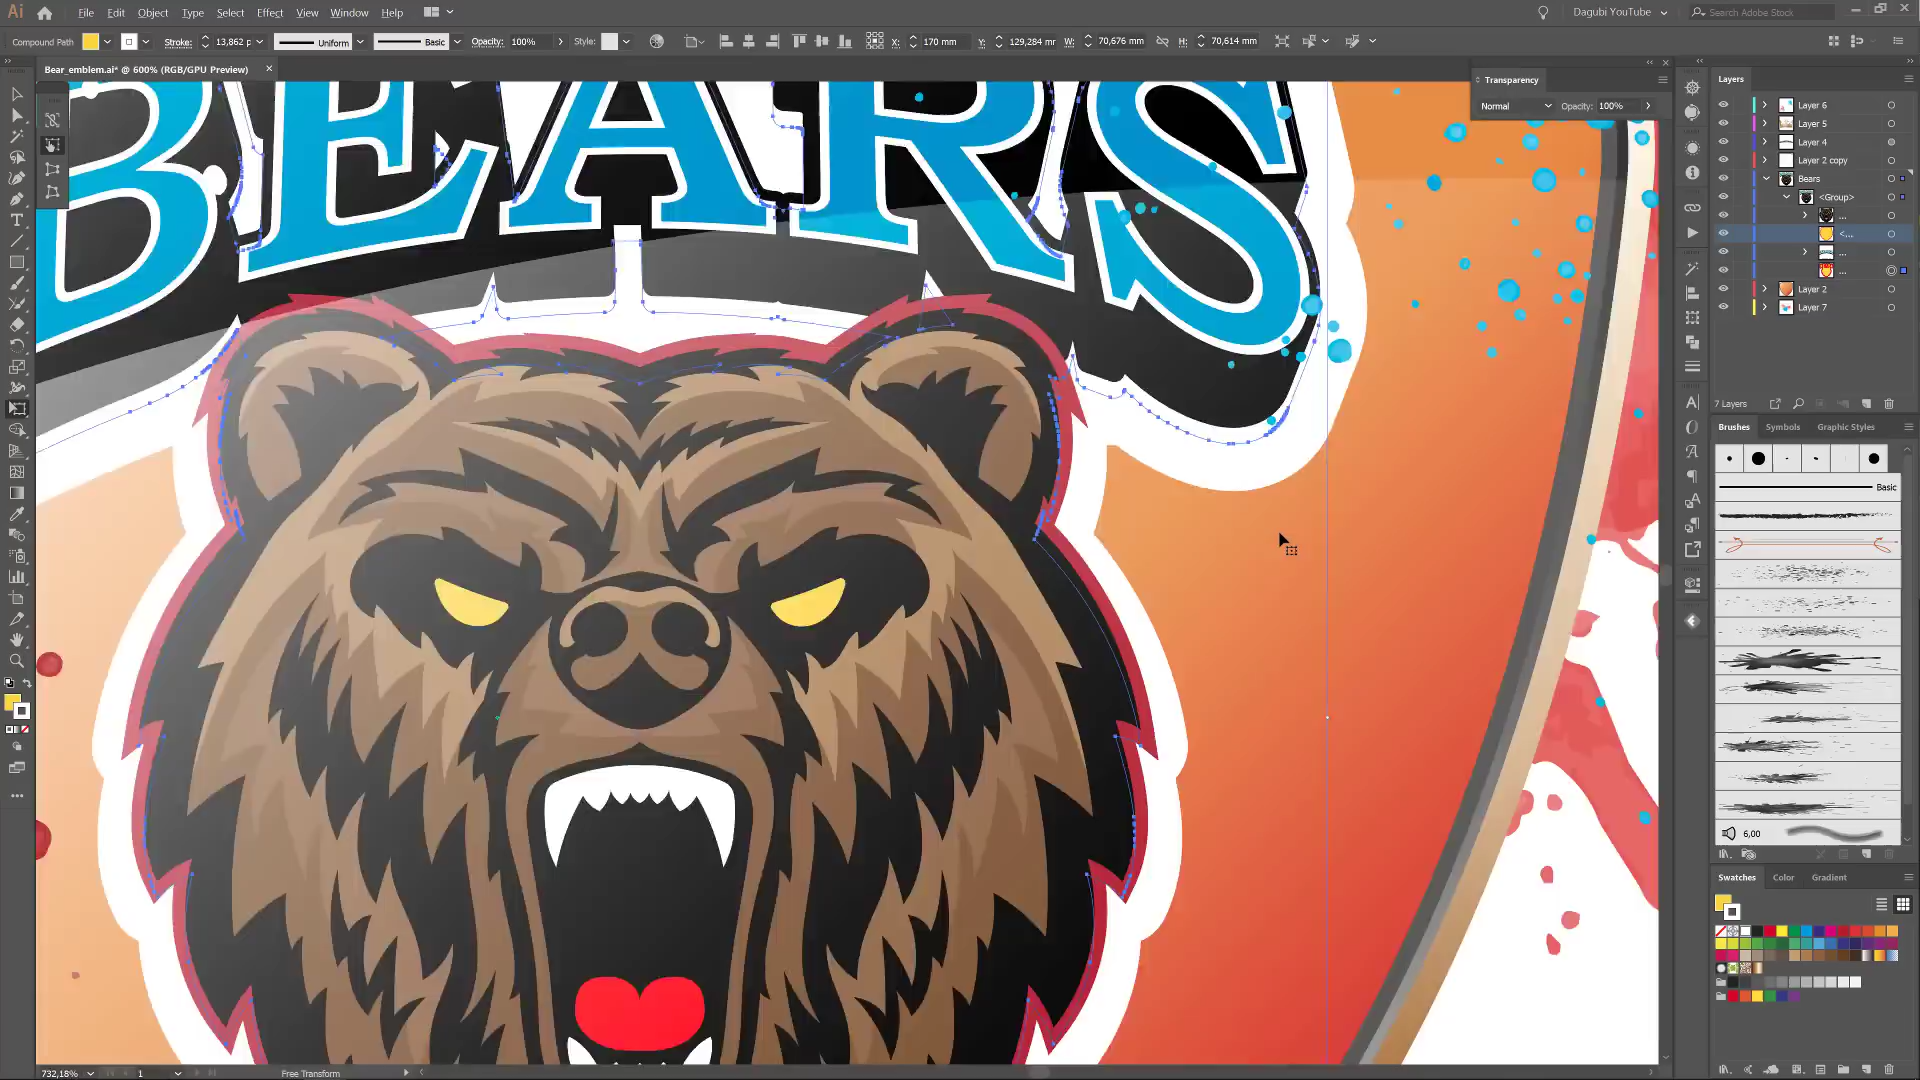 Ai File Edit Object Type Select Effect View Window Help Dagubi YouTube Search Adobe Stock
Compound Path Stroke: 13,862 p Uniform Basic Opacity: 100% Style: X: 170 mm Y: 129,284 mr W: 70,676 mm H: 70,614 mm
Bear_emblem.ai* @ 600% (RGB/GPU Preview)
BEARS
Transparency
Normal Opacity: 100%
Layers
Layer 6
Layer 5
Layer 4
Layer 2 copy
Bears
<Group>
...
<...
...
...
Layer 2
Layer 7
7 Layers
Brushes Symbols Graphic Styles
Basic
6,00
Swatches Color Gradient
732,18% 1 Free Transform